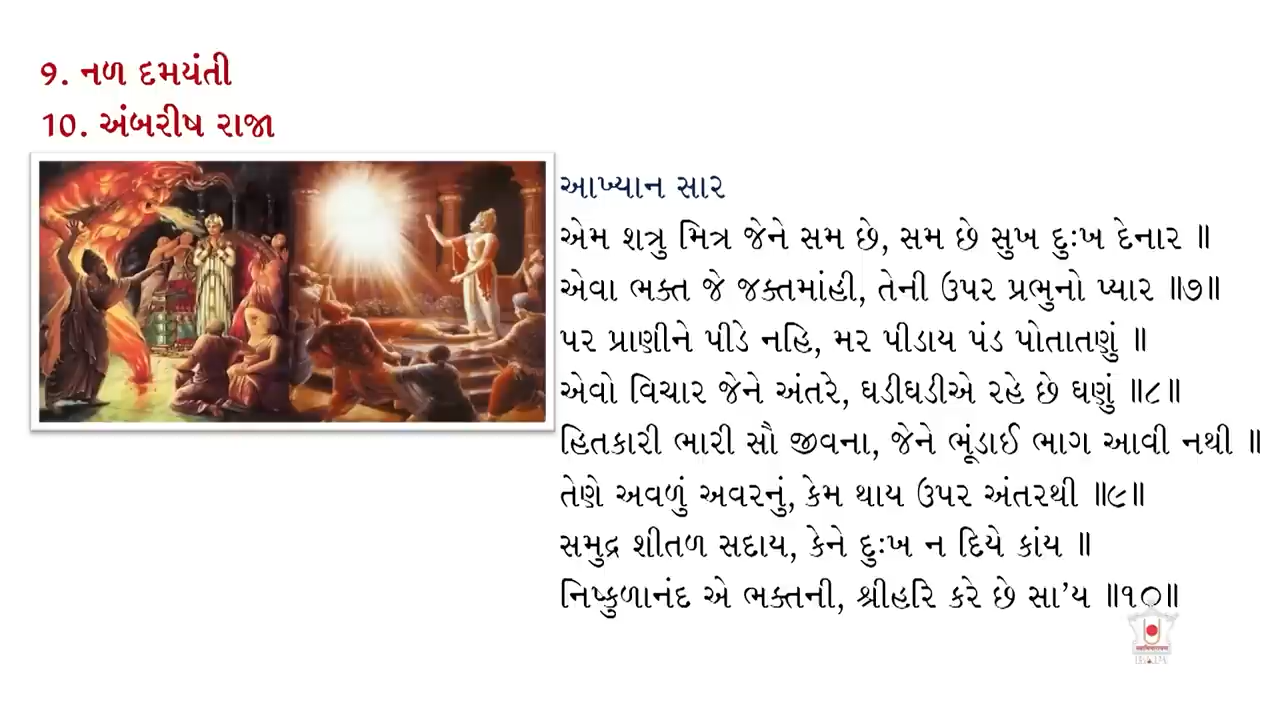 9. નળ દમયંતી
10. અંબરીષ રાજા
આખ્યાન સાર
એમ શત્રુ મિત્ર જેને સમ છે, સમ છે સુખ દુઃખ દેનાર ॥
એવા ભક્ત જે જક્તમાંહી, તેની ઉપર પ્રભુનો પ્યાર ॥૭॥
પર પ્રાણીને પીડે નહિ, મર પીડાય પંડ પોતાતણું ॥
એવો વિચાર જેને અંતરે, ઘડીઘડીએ રહે છે ઘણું ॥૮॥
હિતકારી ભારી સૌ જીવના, જેને ભૂંડાઈ ભાગ આવી નથી ॥
તેણે અવળું અવરનું, કેમ થાય ઉપર અંતરથી ॥૯॥
સમુદ્ર શીતળ સદાય, કેને દુઃખ ન દિયે કાંય ॥
નિષ્કુળાનંદ એ ભક્તની, શ્રીહરિ કરે છે સા’ય ॥૧૦॥